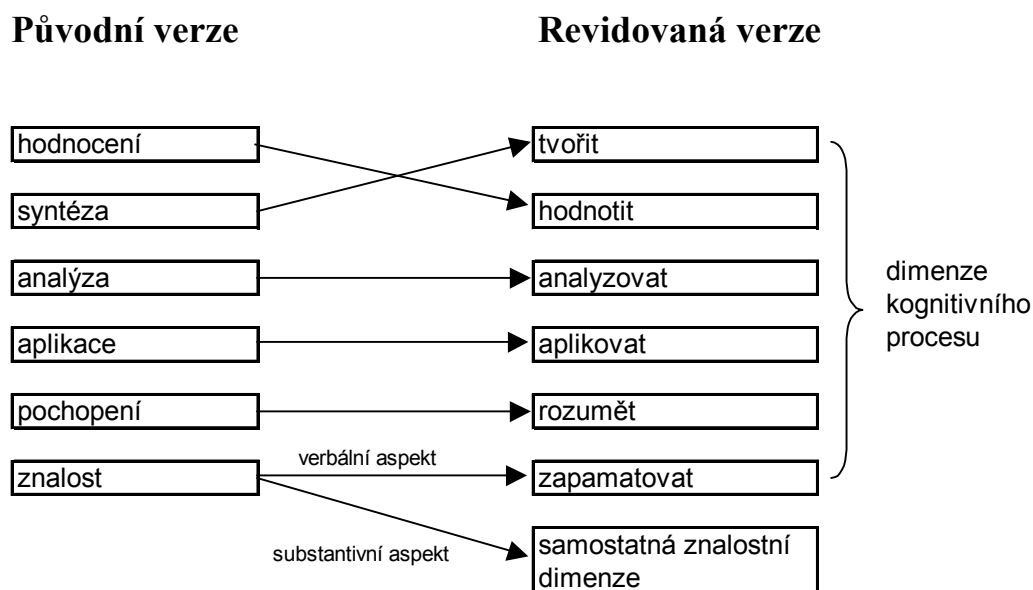 Původní verze
Revidovaná verze
hodnocení
tvořit
syntéza
hodnotit
analýza
analyzovat
aplikace
aplikovat
pochopení
rozumět
verbální aspekt
znalost
zapamatovat
substantivní aspekt
samostatná znalostní
dimenze
dimenze
kognitivního
procesu